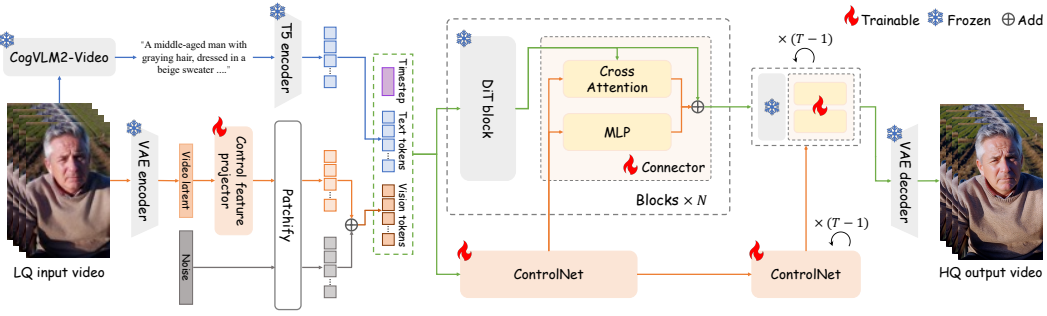 Trainable
Frozen
Add
CogVLM2-Video
"A middle-aged man with
graying hair, dressed in a
beige sweater ...."
T5 encoder
Timestep
Text tokens
Vision tokens
VAE encoder
Video latent
Control feature
projector
Noise
Patchify
LQ input video
DiT block
Cross
Attention
MLP
Connector
Blocks × N
ControlNet
× (T − 1)
× (T − 1)
ControlNet
VAE decoder
HQ output video